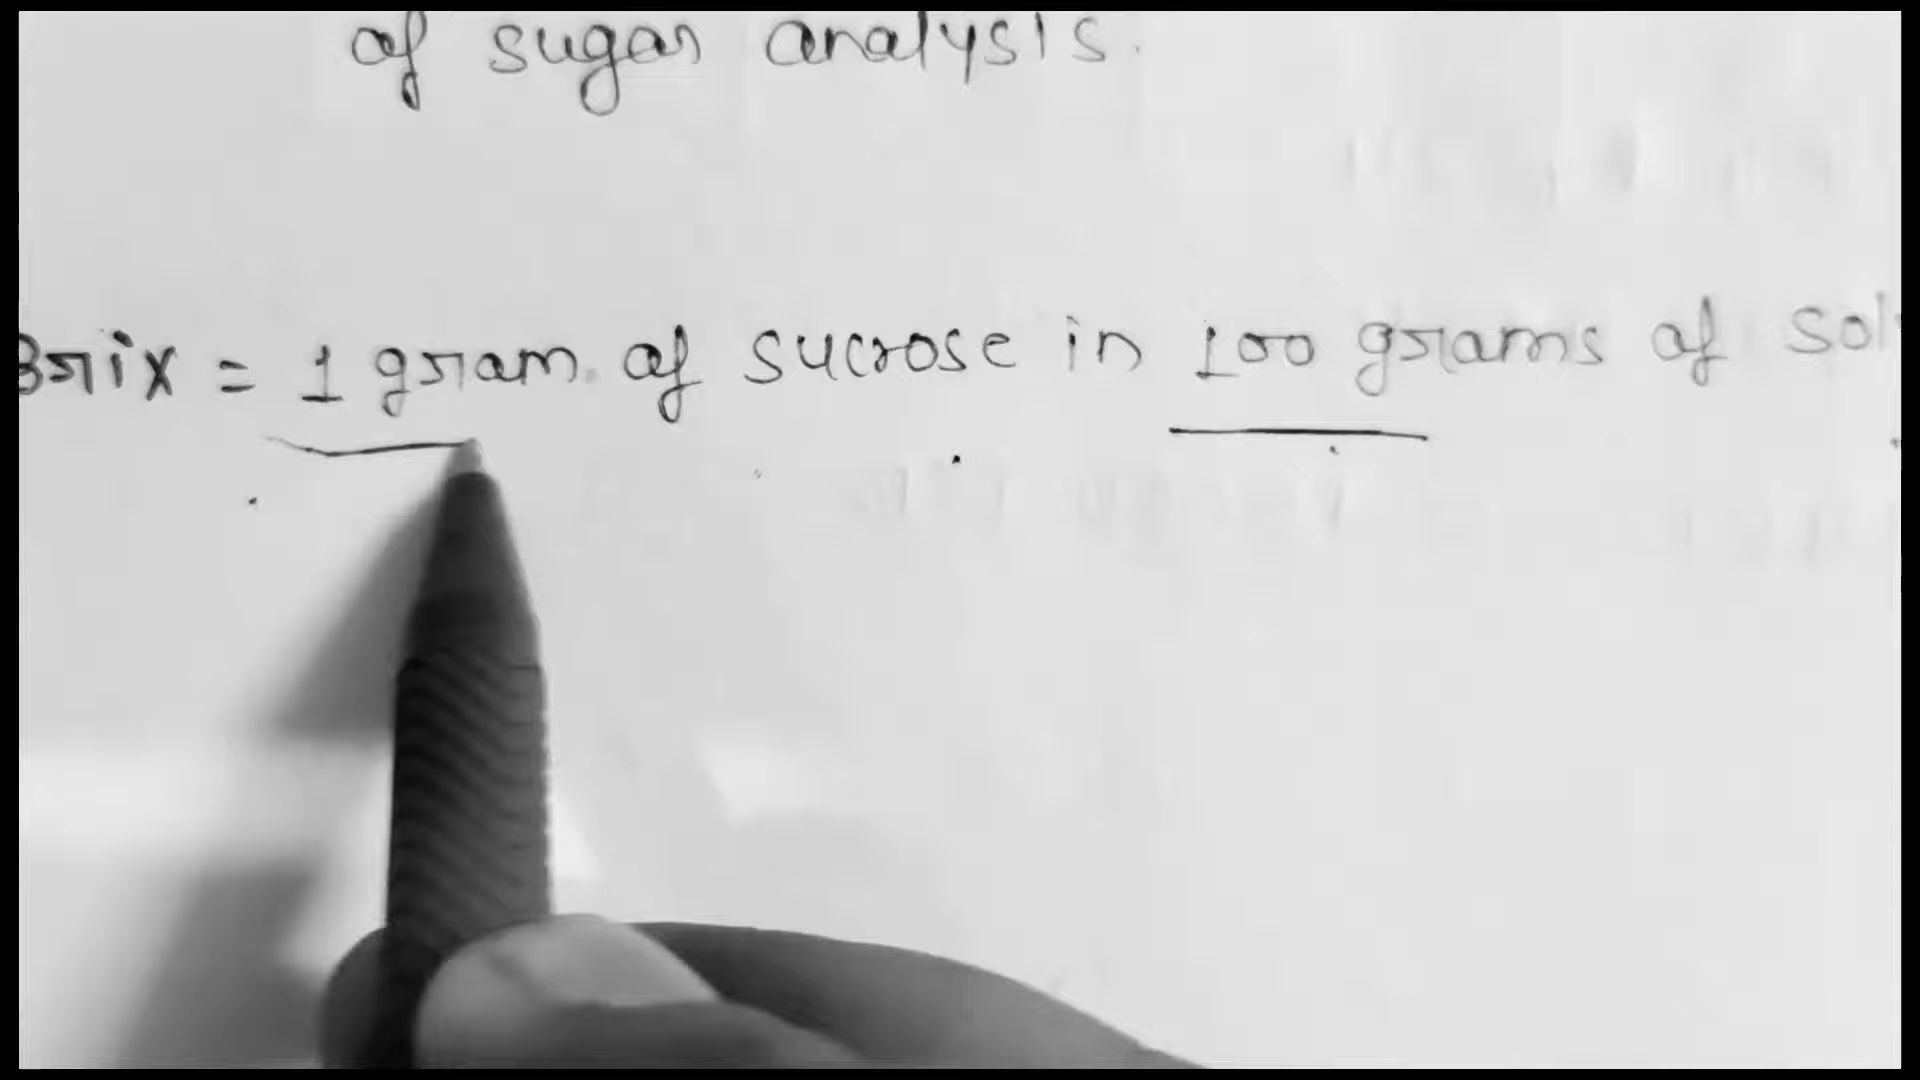 of sugar analysis.
Brix = 1 gram of sucrose in 100 grams of